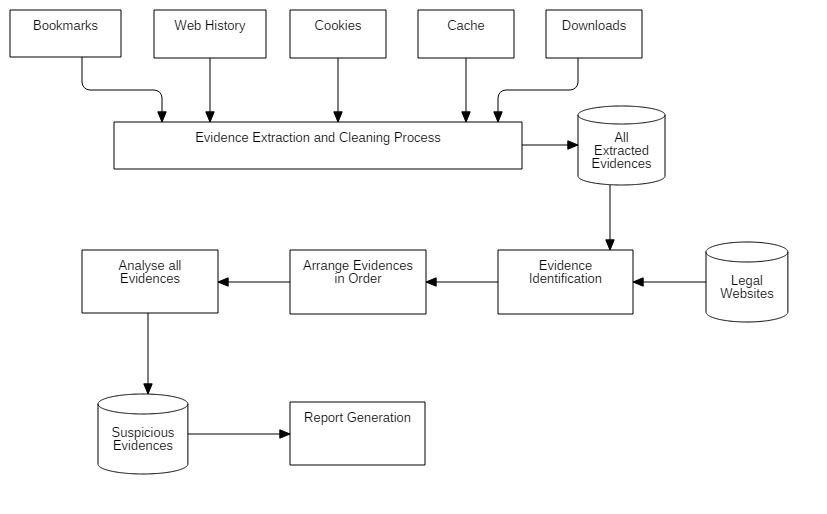 Bookmarks
Web History
Cookies
Cache
Downloads
Evidence Extraction and Cleaning Process
All
Extracted
Evidences
Analyse all
Evidences
Arrange Evidences
in Order
Evidence
Identification
Legal
Websites
Suspicious
Evidences
Report Generation